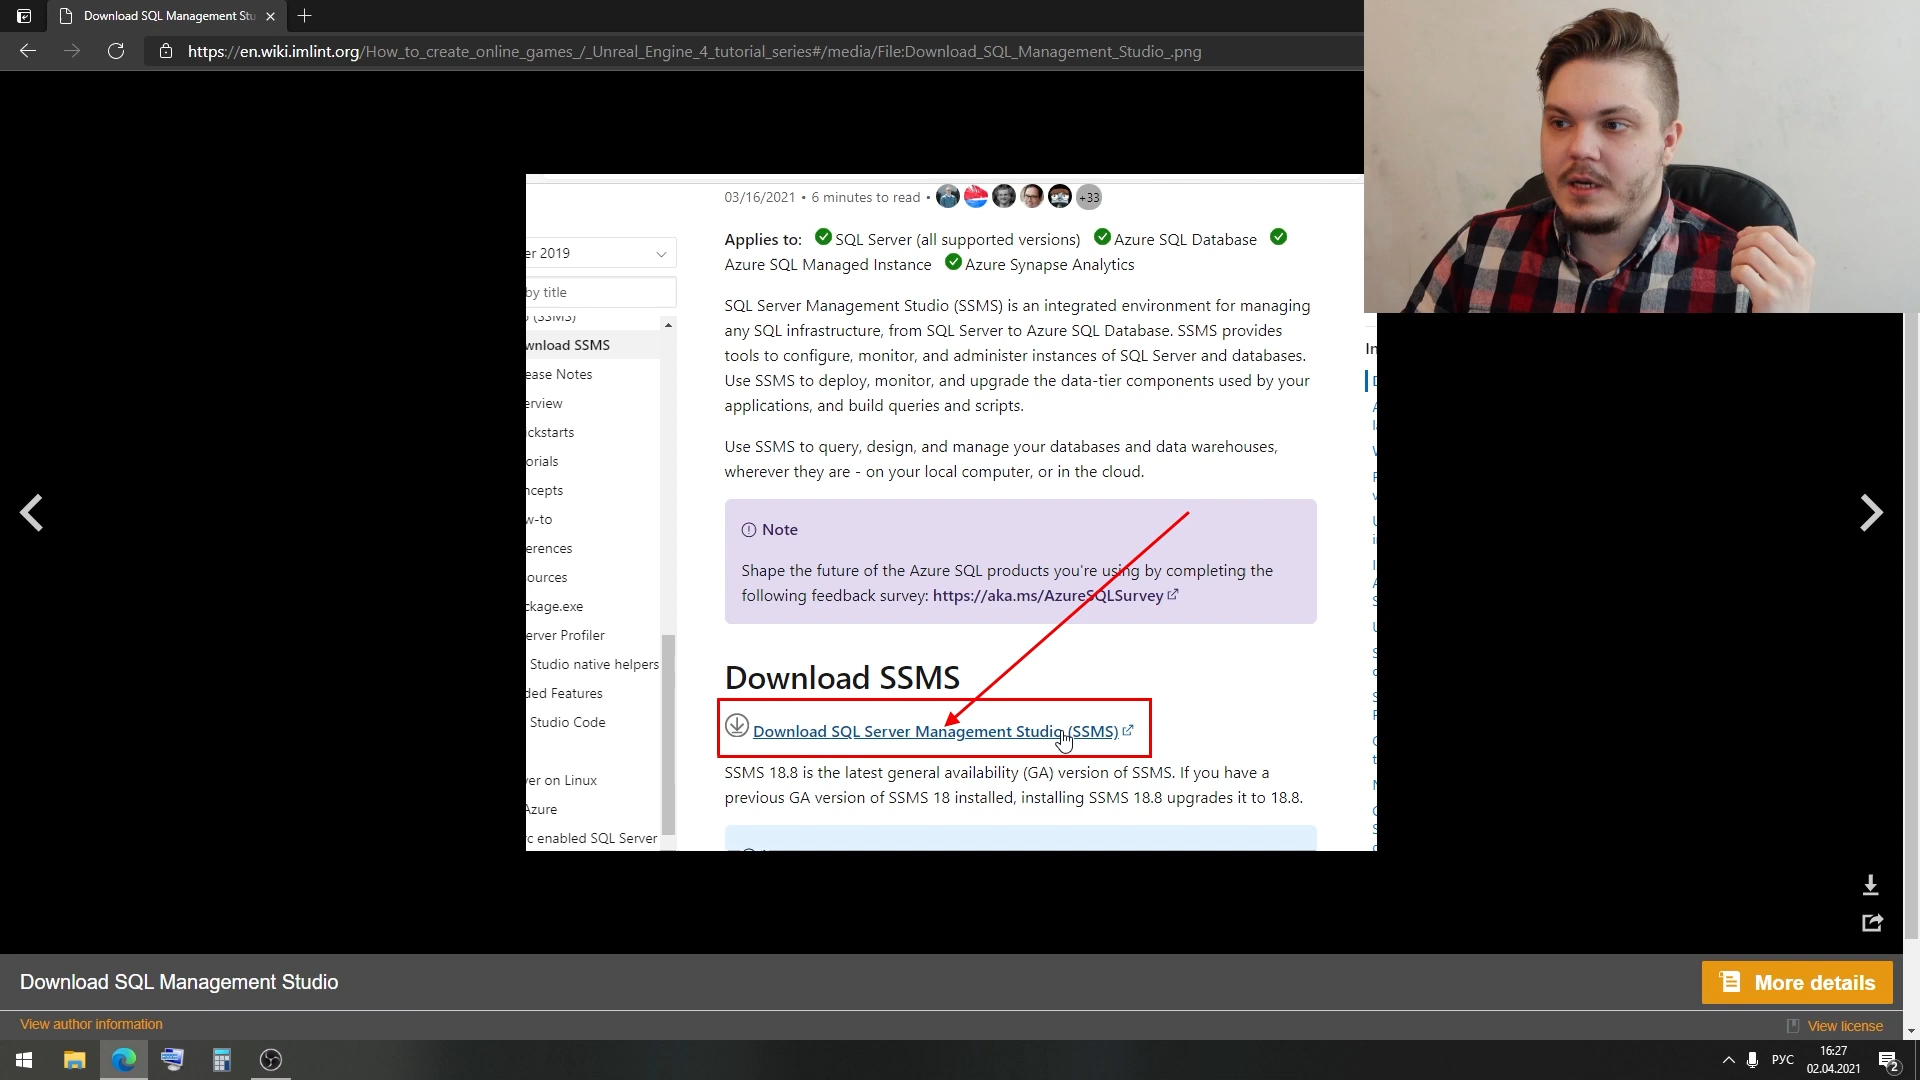 Download SQL Management Stu
https://en.wiki.imlint.org/How_to_create_online_games_/_Unreal_Engine_4_tutorial_series#/media/File:Download_SQL_Management_Studio_.png
03/16/2021 • 6 minutes to read •
+33
Applies to: SQL Server (all supported versions) Azure SQL Database
Azure SQL Managed Instance Azure Synapse Analytics
er 2019
by title
(SSMS)
wnload SSMS
ease Notes
erview
ickstarts
orials
ncepts
w-to
erences
ources
ckage.exe
erver Profiler
Studio native helpers
ded Features
Studio Code
er on Linux
Azure
c enabled SQL Server
SQL Server Management Studio (SSMS) is an integrated environment for managing
any SQL infrastructure, from SQL Server to Azure SQL Database. SSMS provides
tools to configure, monitor, and administer instances of SQL Server and databases.
Use SSMS to deploy, monitor, and upgrade the data-tier components used by your
applications, and build queries and scripts.
Use SSMS to query, design, and manage your databases and data warehouses,
wherever they are - on your local computer, or in the cloud.
Note
Shape the future of the Azure SQL products you're using by completing the
following feedback survey: https://aka.ms/AzureSQLSurvey
Download SSMS
Download SQL Server Management Studio (SSMS)
SSMS 18.8 is the latest general availability (GA) version of SSMS. If you have a
previous GA version of SSMS 18 installed, installing SSMS 18.8 upgrades it to 18.8.
In
Download SQL Management Studio
More details
View author information
View license
РУС
16:27
02.04.2021
2